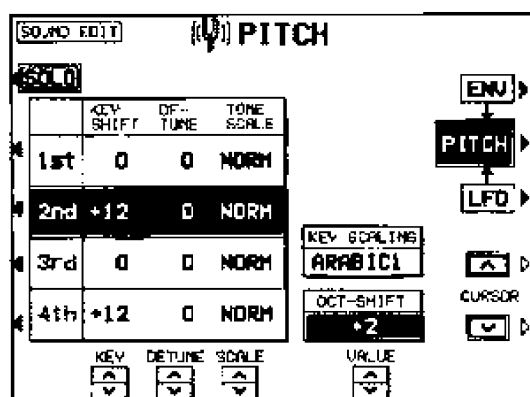 SOUND EDIT
PITCH
SOLO
KEY SHIFT DE-TUNE TONE SCALE
1st 0 0 NORM
2nd +12 0 NORM
3rd 0 0 NORM
4th +12 0 NORM
ENV
PITCH
LFO
KEY SCALING
ARABIC1
OCT-SHIFT
+2
CURSOR
KEY DETUNE SCALE VALUE